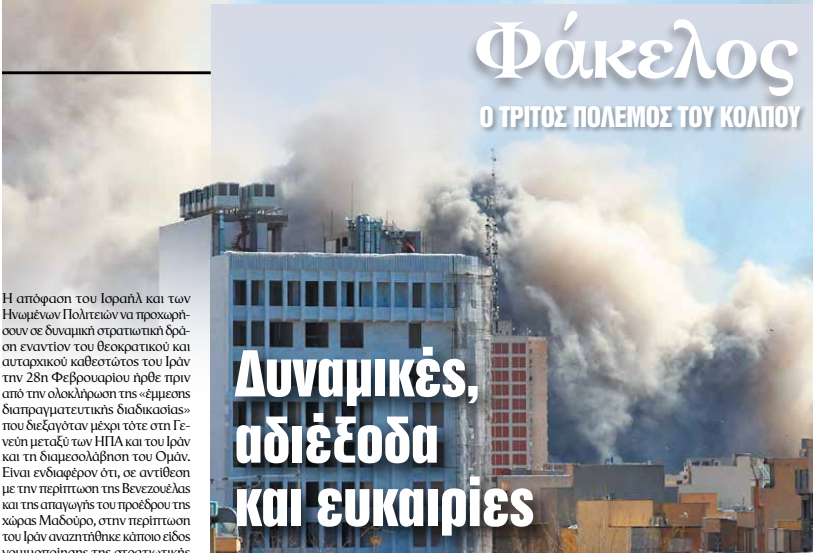 Φάκελος
Ο ΤΡΙΤΟΣ ΠΟΛΕΜΟΣ ΤΟΥ ΚΟΛΠΟΥ
Δυναμικές,
αδιέξοδα
και ευκαιρίες
Η απόφαση του Ισραήλ και των
Ηνωμένων Πολιτειών να προχωρή-
σουν σε δυναμική στρατιωτική δρά-
ση εναντίον του θεοκρατικού και
αυταρχικού καθεστώτος του Ιράν
την 28η Φεβρουαρίου ήρθε πριν
από την ολοκλήρωση της «έμμεσης
διαπραγματευτικής διαδικασίας»
που διεξαγόταν μέχρι τότε στη Γε-
νεύη μεταξύ των ΗΠΑ και του Ιράν
και τη διαμεσολάβηση του Ομάν.
Είναι ενδιαφέρον ότι, σε αντίθεση
με την περίπτωση της Βενεζουέλας
και της απαγωγής του προέδρου της
χώρας Μαδούρο, στην περίπτωση
του Ιράν αναζητήθηκε κάποιο είδος
νομιμοποίησης της στρατιωτικής